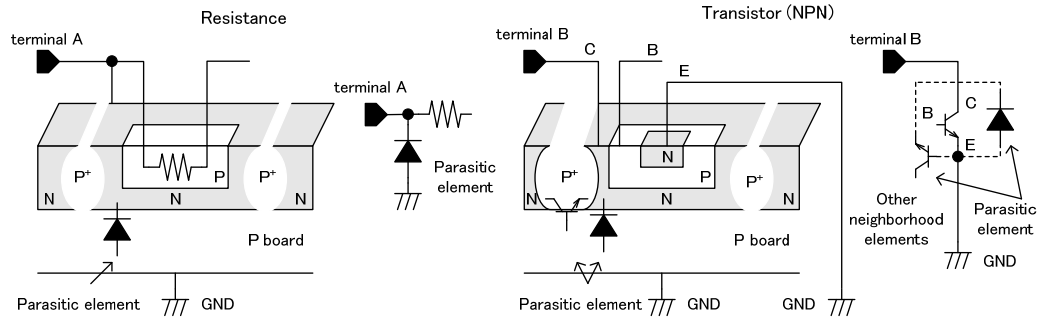 Resistance
terminal A
N
P⁺
N
P
P⁺
N
P board
Parasitic element
GND
terminal A
Parasitic
element
Transistor (NPN)
terminal B
C
B
E
N
P⁺
N
P
N
P⁺
N
P board
Parasitic element
GND
GND
terminal B
C
B
E
Other
neighborhood
elements
Parasitic
element
GND